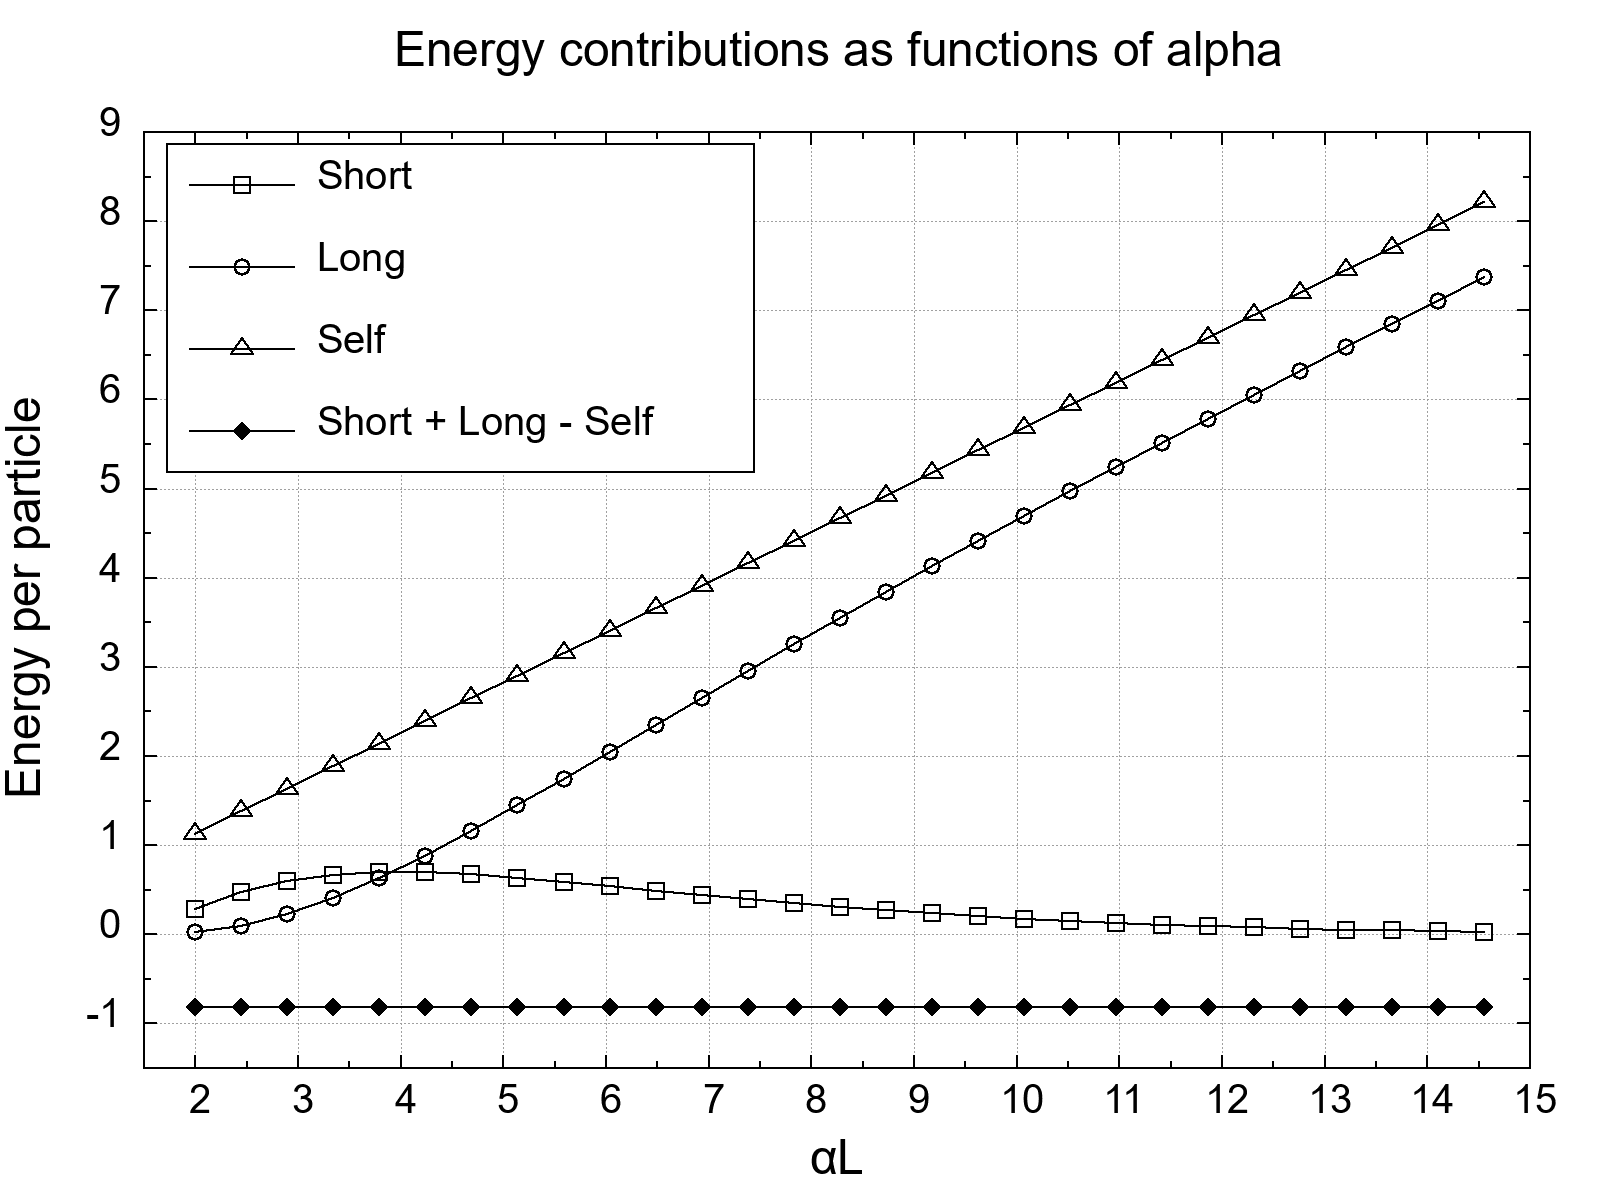 Energy contributions as functions of alpha
9
8
7
6
5
4
3
2
1
0
-1
Short
Long
Self
Short + Long - Self
Energy per particle
2 3 4 5 6 7 8 9 10 11 12 13 14 15
αL